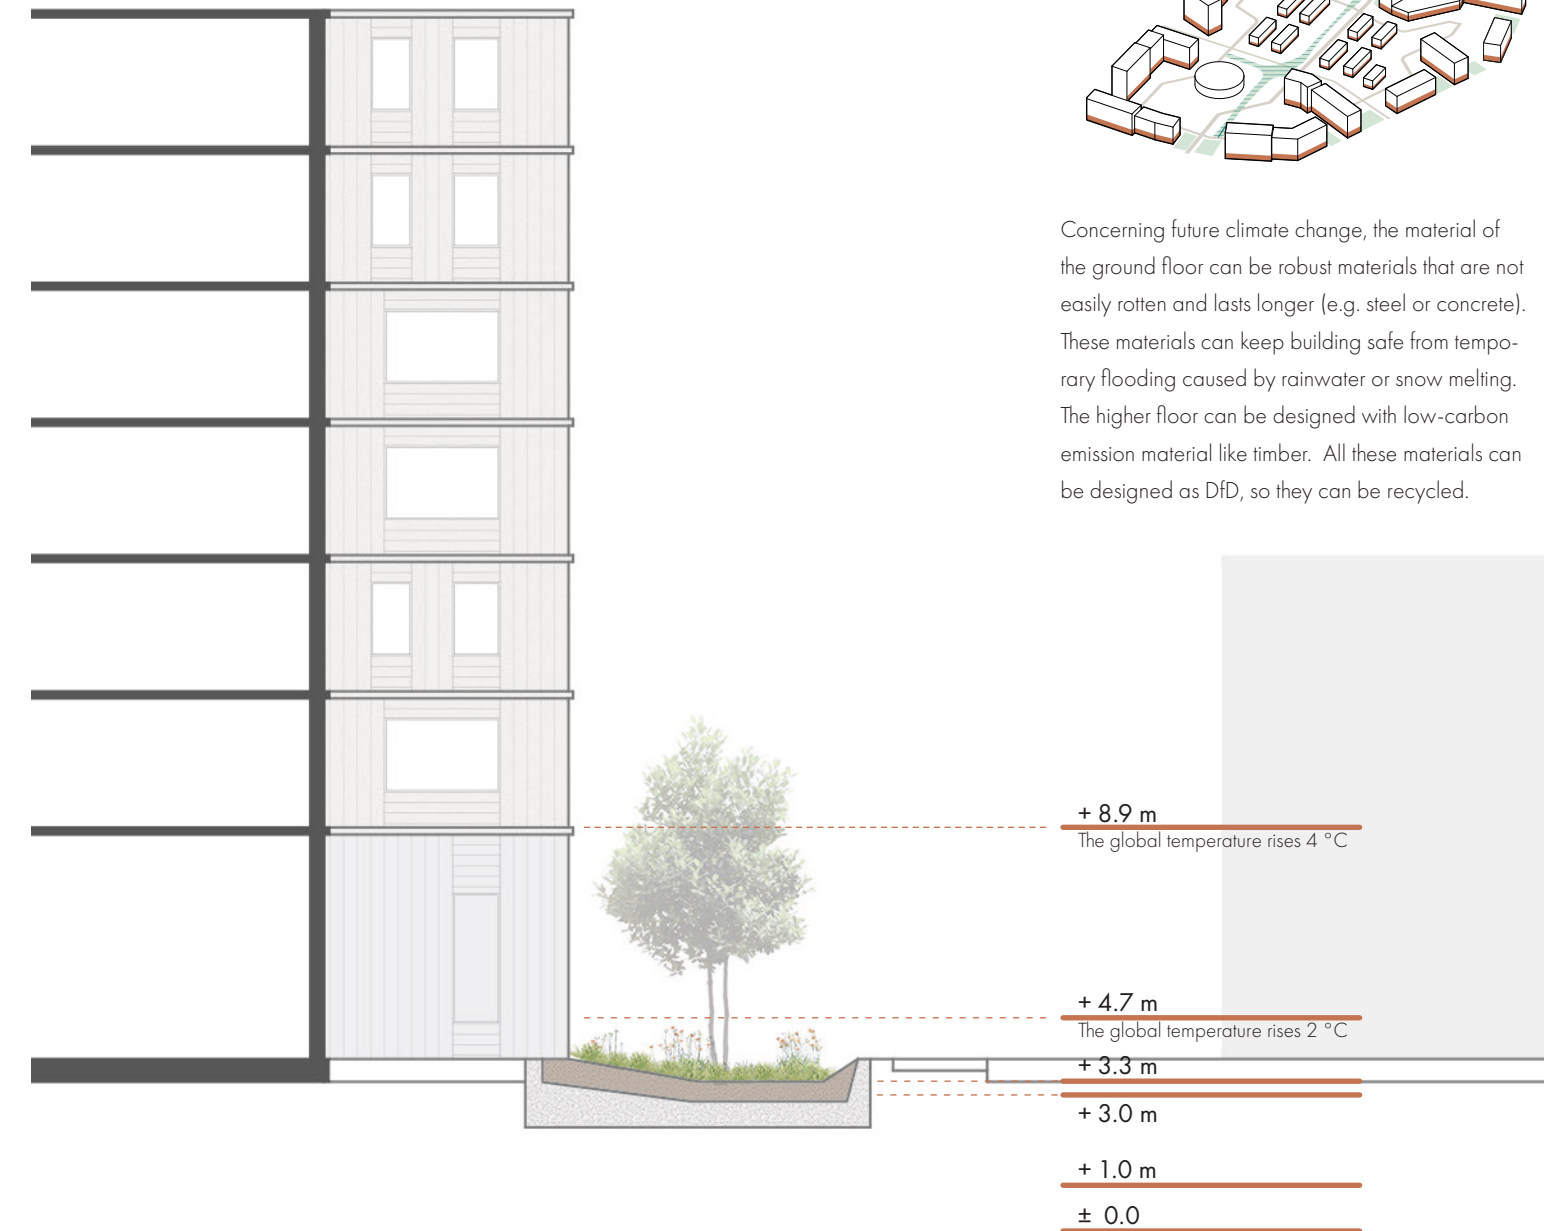 Concerning future climate change, the material of
the ground floor can be robust materials that are not
easily rotten and lasts longer (e.g. steel or concrete).
These materials can keep building safe from tempo-
rary flooding caused by rainwater or snow melting.
The higher floor can be designed with low-carbon
emission material like timber.  All these materials can
be designed as DfD, so they can be recycled.
+ 8.9 m
The global temperature rises 4 °C
+ 4.7 m
The global temperature rises 2 °C
+ 3.3 m
+ 3.0 m
+ 1.0 m
± 0.0